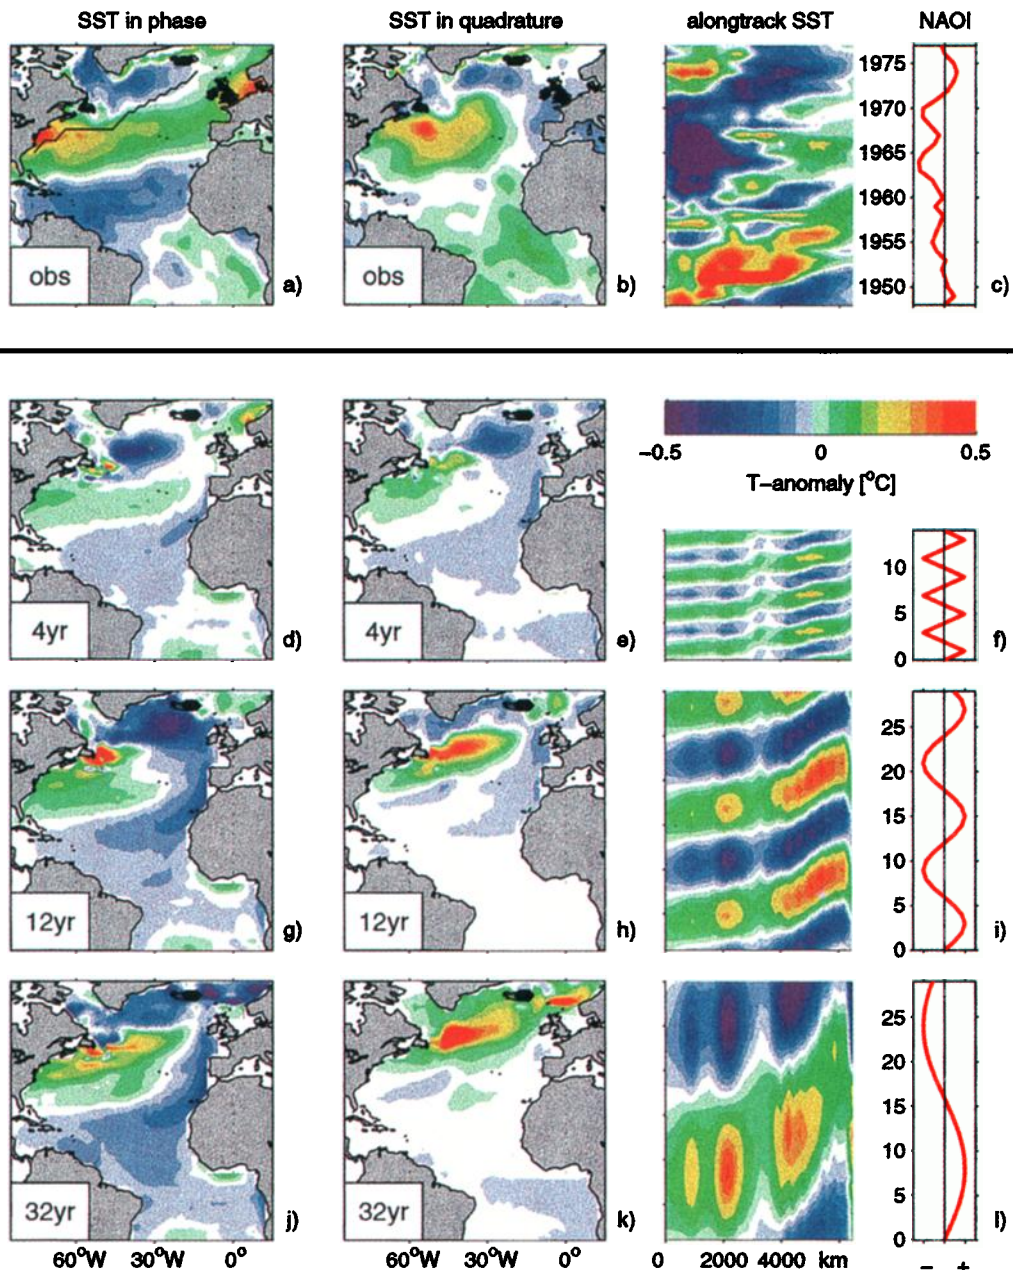 SST in phase SST in quadrature alongtrack SST NAOI
obs a)
obs b)
1975
1970
1965
1960
1955
1950
c)
4yr d)
4yr e)
−0.5 0 0.5
T−anomaly [°C]
10
5
0
f)
12yr g)
12yr h)
25
20
15
10
5
0
i)
32yr j)
32yr k)
25
20
15
10
5
0
l)
60°W 30°W 0° 60°W 30°W 0° 0 2000 4000 km − +